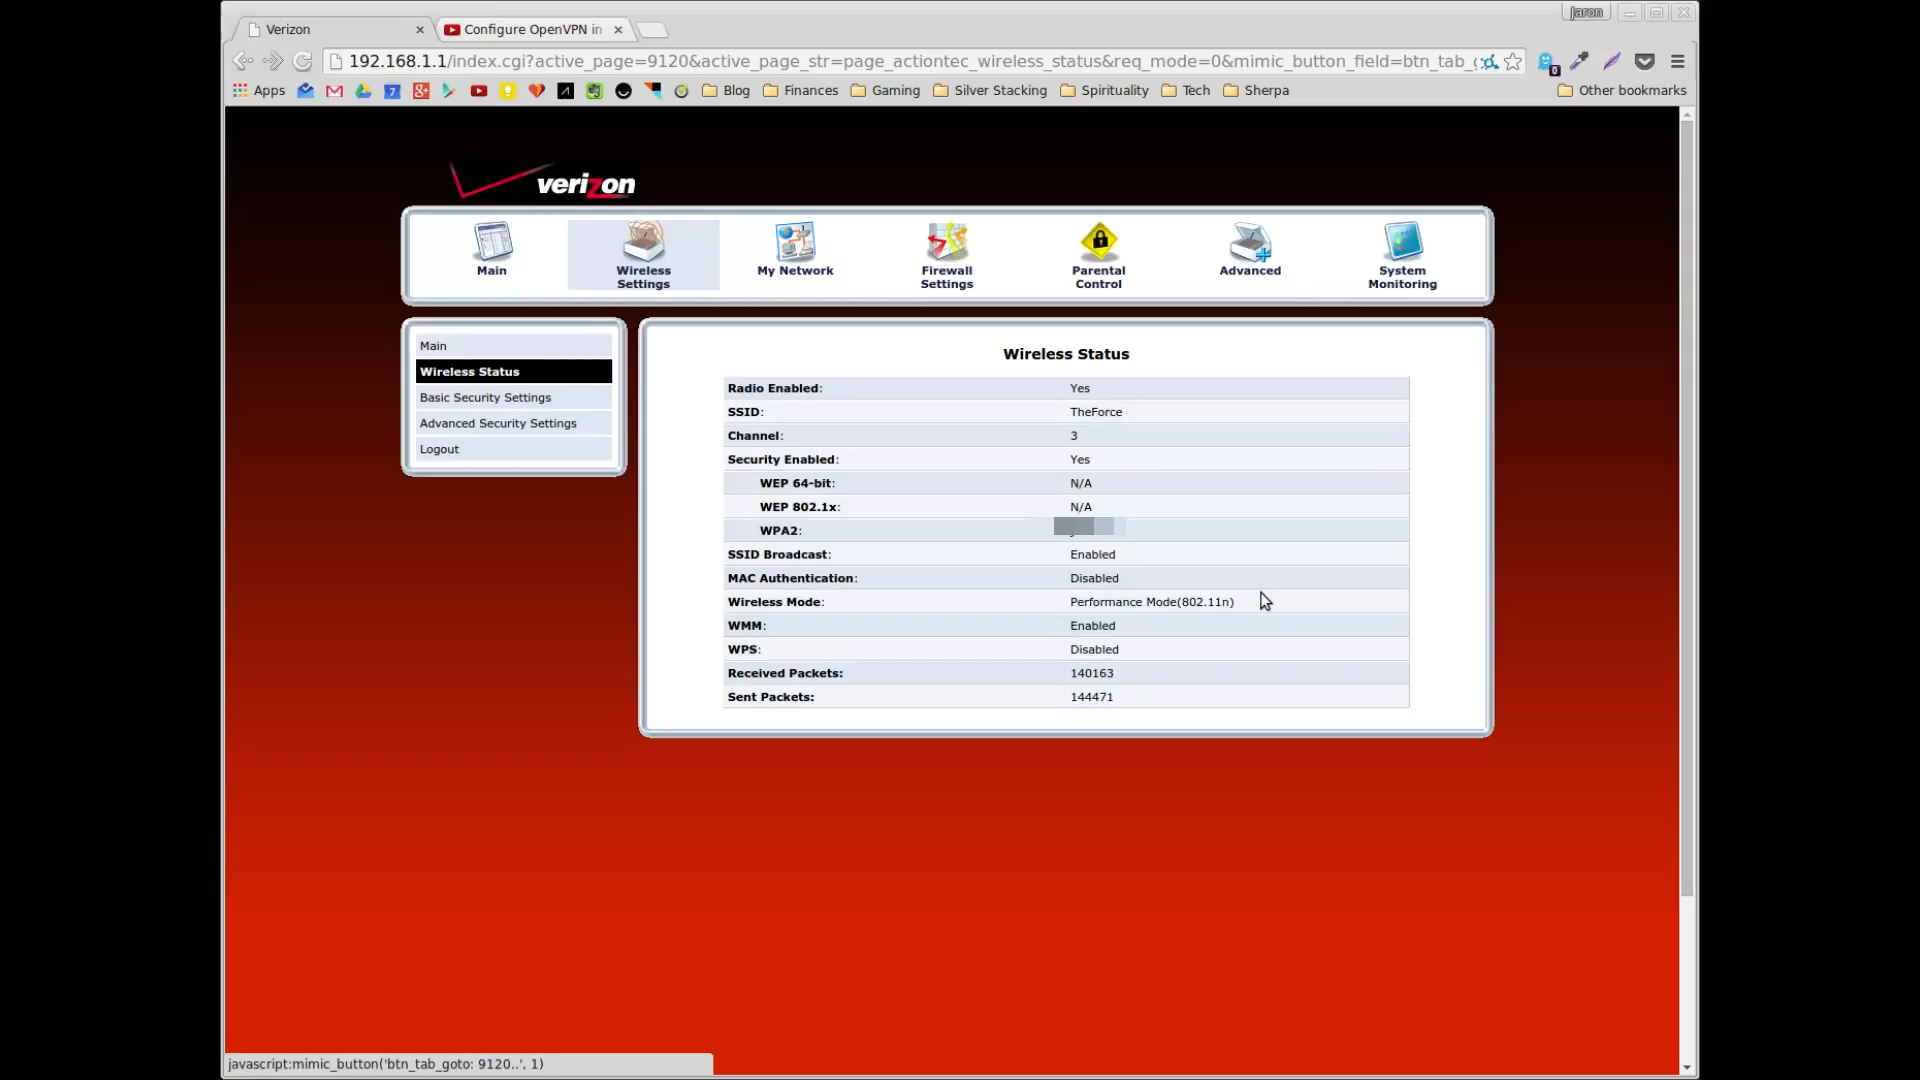 Jaron
Verizon
Configure OpenVPN in
192.168.1.1/index.cgi?active_page=9120&active_page_str=page_actiontec_wireless_status&req_mode=0&mimic_button_field=btn_tab_
Apps Blog Finances Gaming Silver Stacking Spirituality Tech Sherpa Other bookmarks
verizon
Main
Wireless Settings
My Network
Firewall Settings
Parental Control
Advanced
System Monitoring
Main
Wireless Status
Basic Security Settings
Advanced Security Settings
Logout
Wireless Status
Radio Enabled: Yes
SSID: TheForce
Channel: 3
Security Enabled: Yes
WEP 64-bit: N/A
WEP 802.1x: N/A
WPA2:
SSID Broadcast: Enabled
MAC Authentication: Disabled
Wireless Mode: Performance Mode(802.11n)
WMM: Enabled
WPS: Disabled
Received Packets: 140163
Sent Packets: 144471
javascript:mimic_button('btn_tab_goto: 9120..', 1)